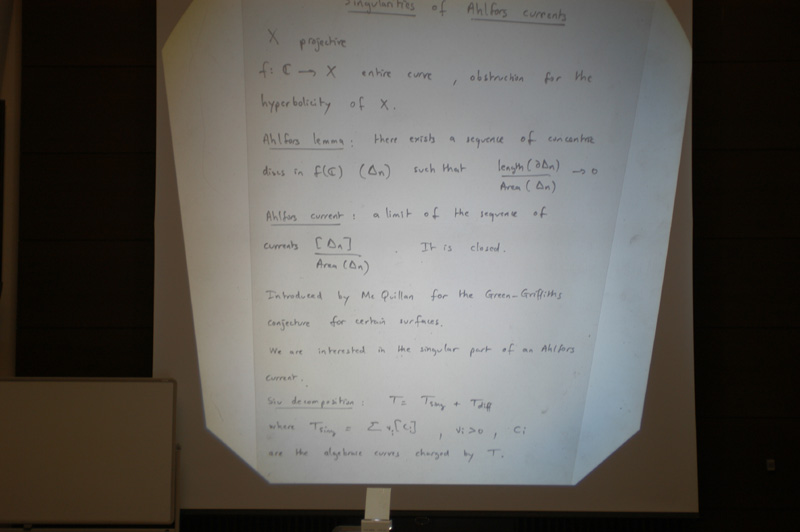 Singularities of Ahlfors currents
X projective
f: ℂ → X entire curve, obstruction for the
hyperbolicity of X.
Ahlfors lemma: there exists a sequence of concentric
discs in f(ℂ) (Δn) such that length(∂Δn) / Area(Δn) → 0
Ahlfors current: a limit of the sequence of
currents [Δn] / Area(Δn). It is closed.
Introduced by Mc Quillan for the Green-Griffiths
conjecture for certain surfaces.
We are interested in the singular part of an Ahlfors
current.
Siu decomposition: T = Tsing + Tdiff
where Tsing = Σ νi[Ci], νi > 0, Ci
are the algebraic curves charged by T.